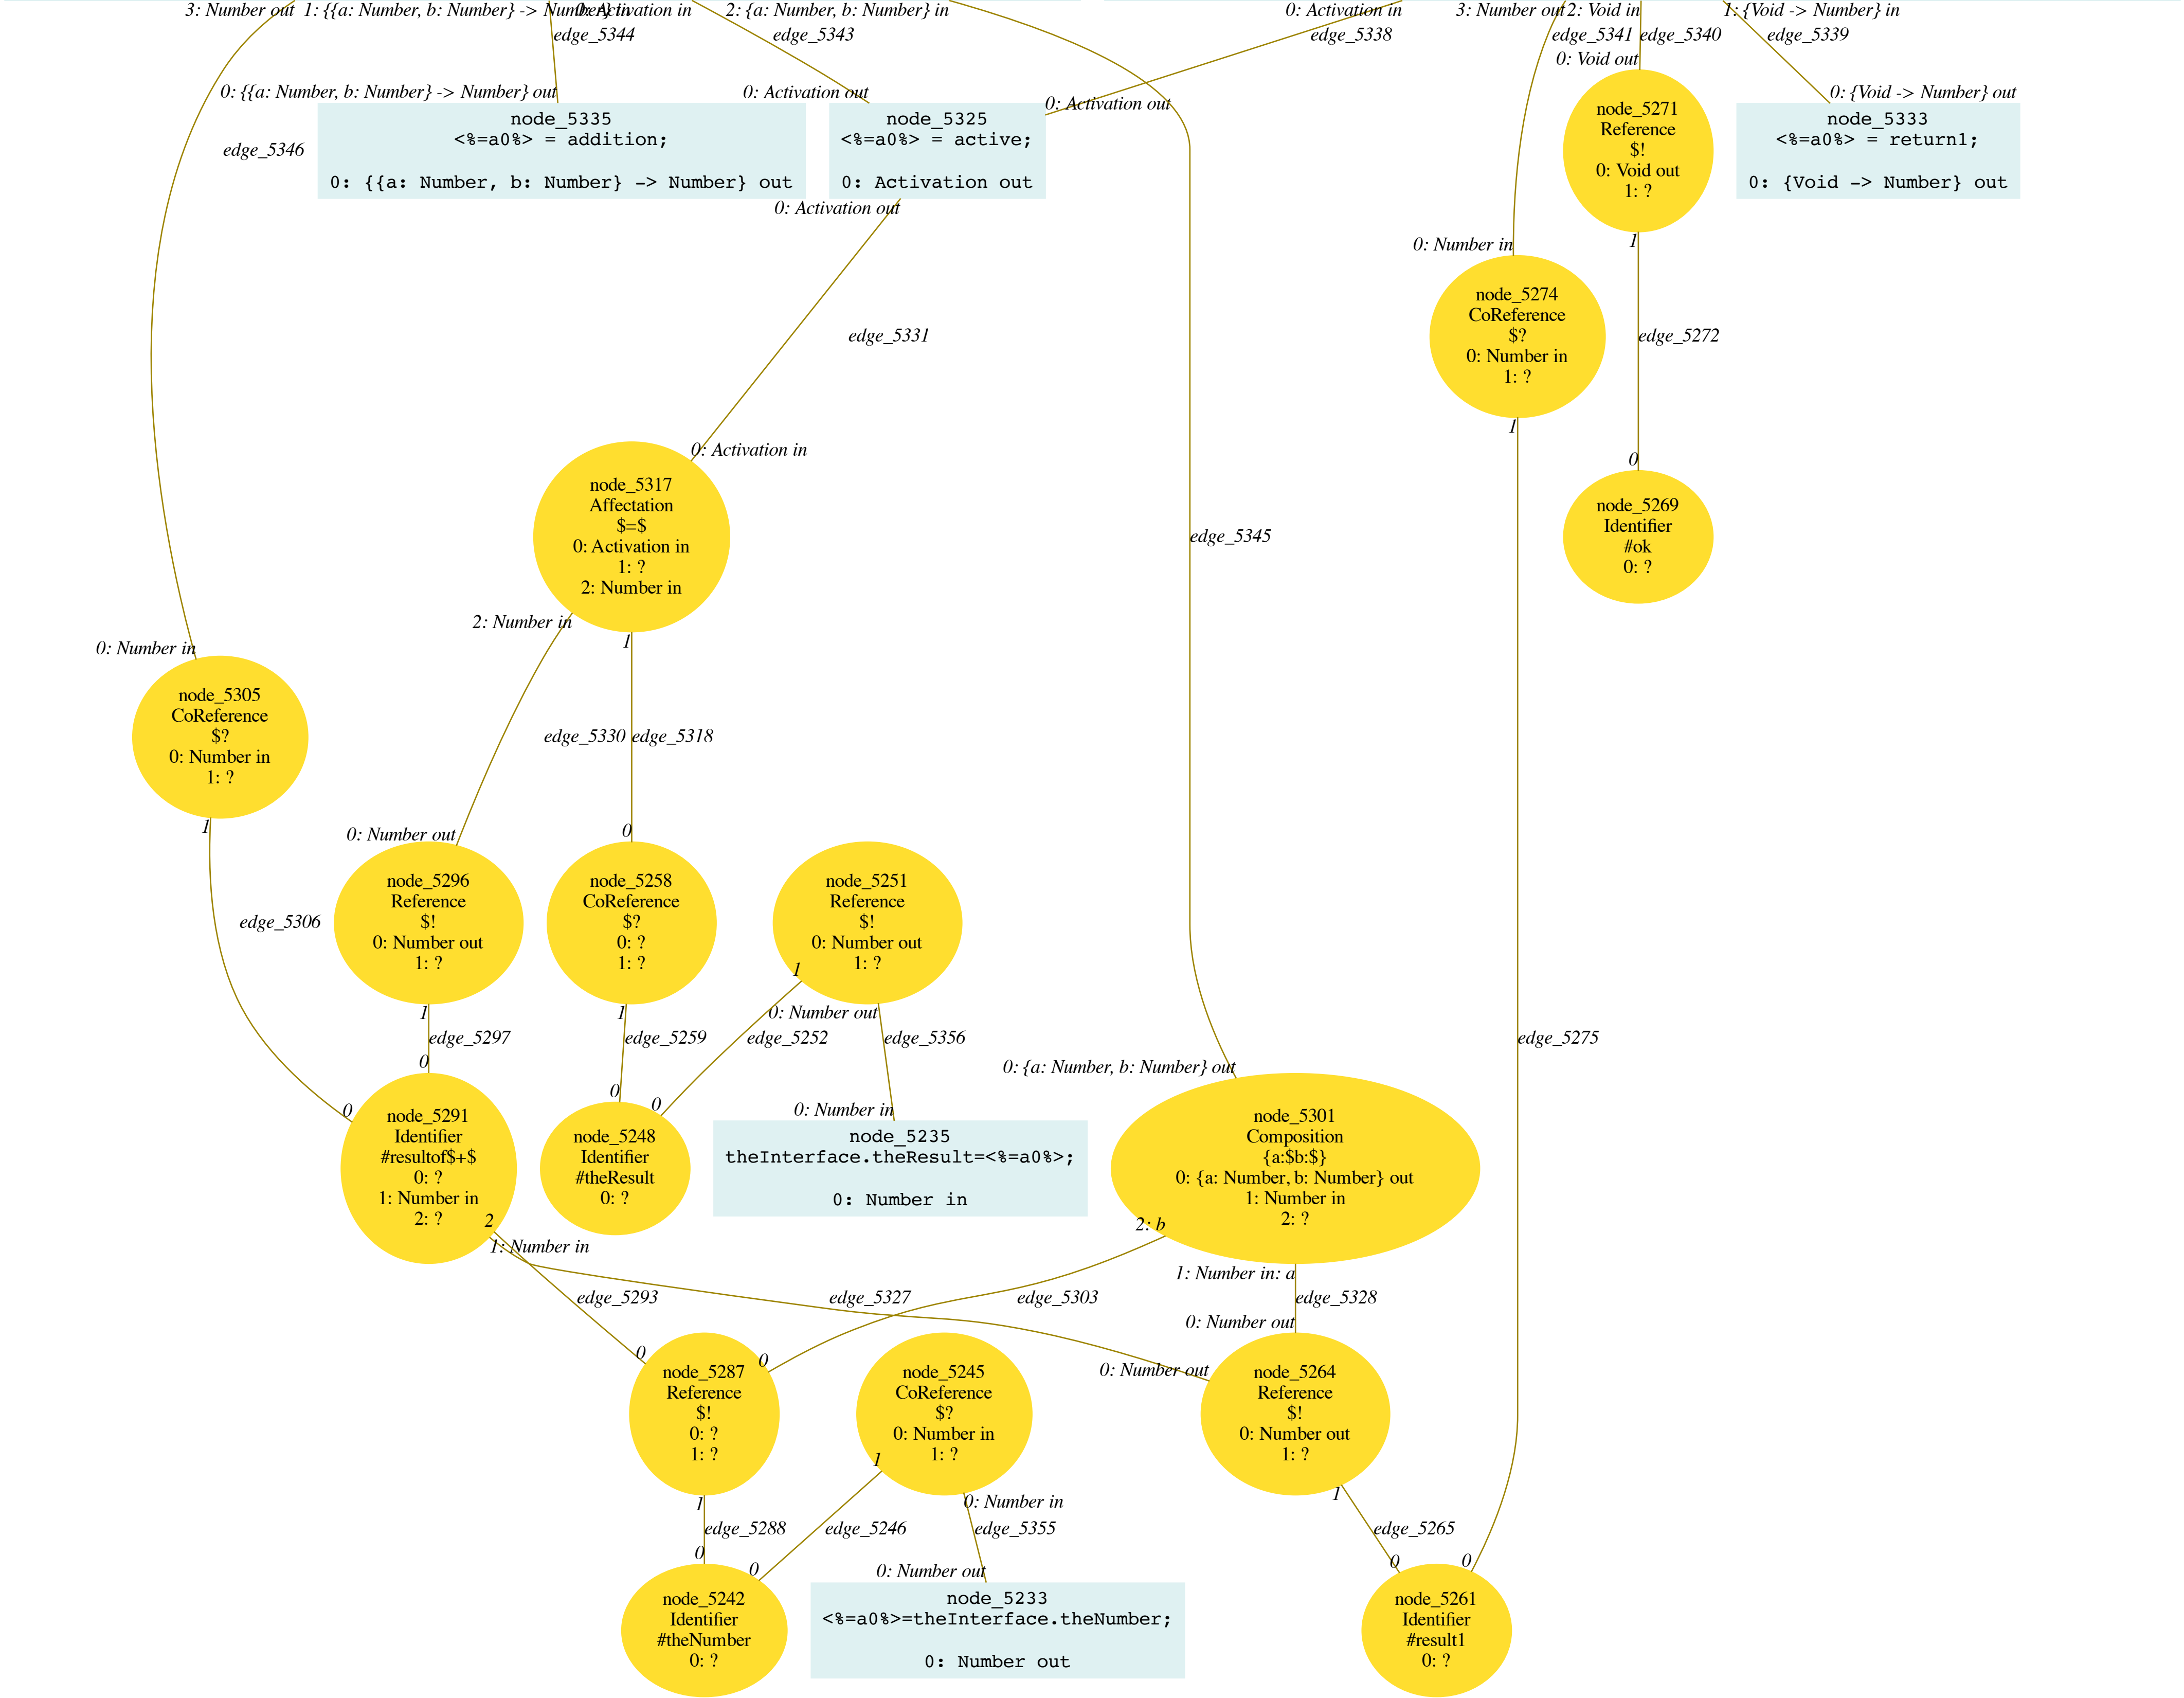 3: Number out
1: {{a: Number, b: Number} -> Number} in
0: Activation in
2: {a: Number, b: Number} in
0: Activation in
3: Number out
2: Void in
1: {Void -> Number} in
edge_5344
edge_5343
edge_5338
edge_5341
edge_5340
edge_5339
0: Void out
0: {{a: Number, b: Number} -> Number} out
0: Activation out
0: Activation out
0: {Void -> Number} out
edge_5346
node_5335
<%=a0%> = addition;
0: {{a: Number, b: Number} -> Number} out
node_5325
<%=a0%> = active;
0: Activation out
node_5271
Reference
$!
0: Void out
1: ?
node_5333
<%=a0%> = return1;
0: {Void -> Number} out
0: Activation out
1
0: Number in
node_5274
CoReference
$?
0: Number in
1: ?
edge_5331
edge_5272
1
0: Activation in
0
node_5317
Affectation
$=$
0: Activation in
1: ?
2: Number in
edge_5345
node_5269
Identifier
#ok
0: ?
2: Number in
1
0: Number in
node_5305
CoReference
$?
0: Number in
1: ?
edge_5330
edge_5318
1
0: Number out
0
node_5296
Reference
$!
0: Number out
1: ?
node_5258
CoReference
$?
0: ?
1: ?
node_5251
Reference
$!
0: Number out
1: ?
edge_5306
1
1
1
0: Number out
edge_5297
edge_5259
edge_5252
edge_5356
edge_5275
0
0
0
0: Number in
0: {a: Number, b: Number} out
0
node_5291
Identifier
#resultof$+$
0: ?
1: Number in
2: ?
node_5248
Identifier
#theResult
0: ?
node_5235
theInterface.theResult=<%=a0%>;
0: Number in
node_5301
Composition
{a:$b:$}
0: {a: Number, b: Number} out
1: Number in
2: ?
2
1: Number in
2: b
1: Number in: a
edge_5293
edge_5327
edge_5303
edge_5328
0
0
0: Number out
0: Number out
node_5287
Reference
$!
0: ?
1: ?
node_5245
CoReference
$?
0: Number in
1: ?
node_5264
Reference
$!
0: Number out
1: ?
1
1
0: Number in
1
edge_5288
edge_5246
edge_5355
edge_5265
0
0
0: Number out
0
0
node_5242
Identifier
#theNumber
0: ?
node_5233
<%=a0%>=theInterface.theNumber;
0: Number out
node_5261
Identifier
#result1
0: ?